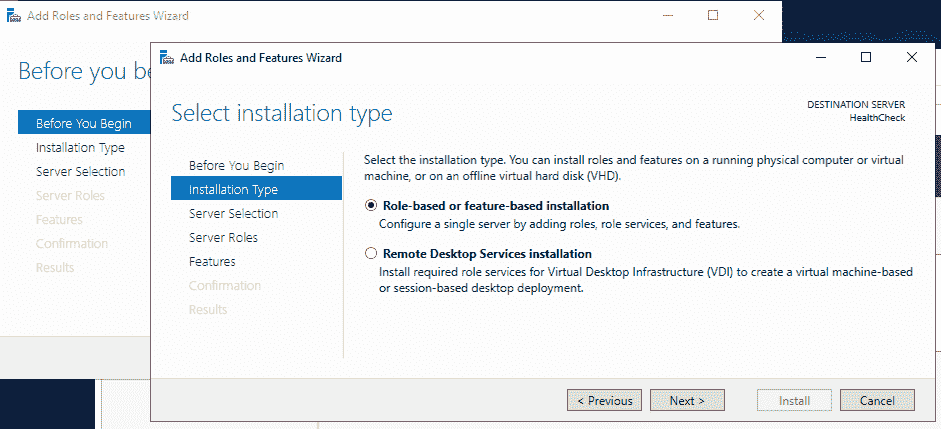 Add Roles and Features Wizard
Before you be
Before You Begin
Installation Type
Server Selection
Server Roles
Features
Confirmation
Results
Add Roles and Features Wizard
Select installation type
DESTINATION SERVER
HealthCheck
Before You Begin
Installation Type
Server Selection
Server Roles
Features
Confirmation
Results
Select the installation type. You can install roles and features on a running physical computer or virtual
machine, or on an offline virtual hard disk (VHD).
Role-based or feature-based installation
Configure a single server by adding roles, role services, and features.
Remote Desktop Services installation
Install required role services for Virtual Desktop Infrastructure (VDI) to create a virtual machine-based
or session-based desktop deployment.
< Previous
Next >
Install
Cancel